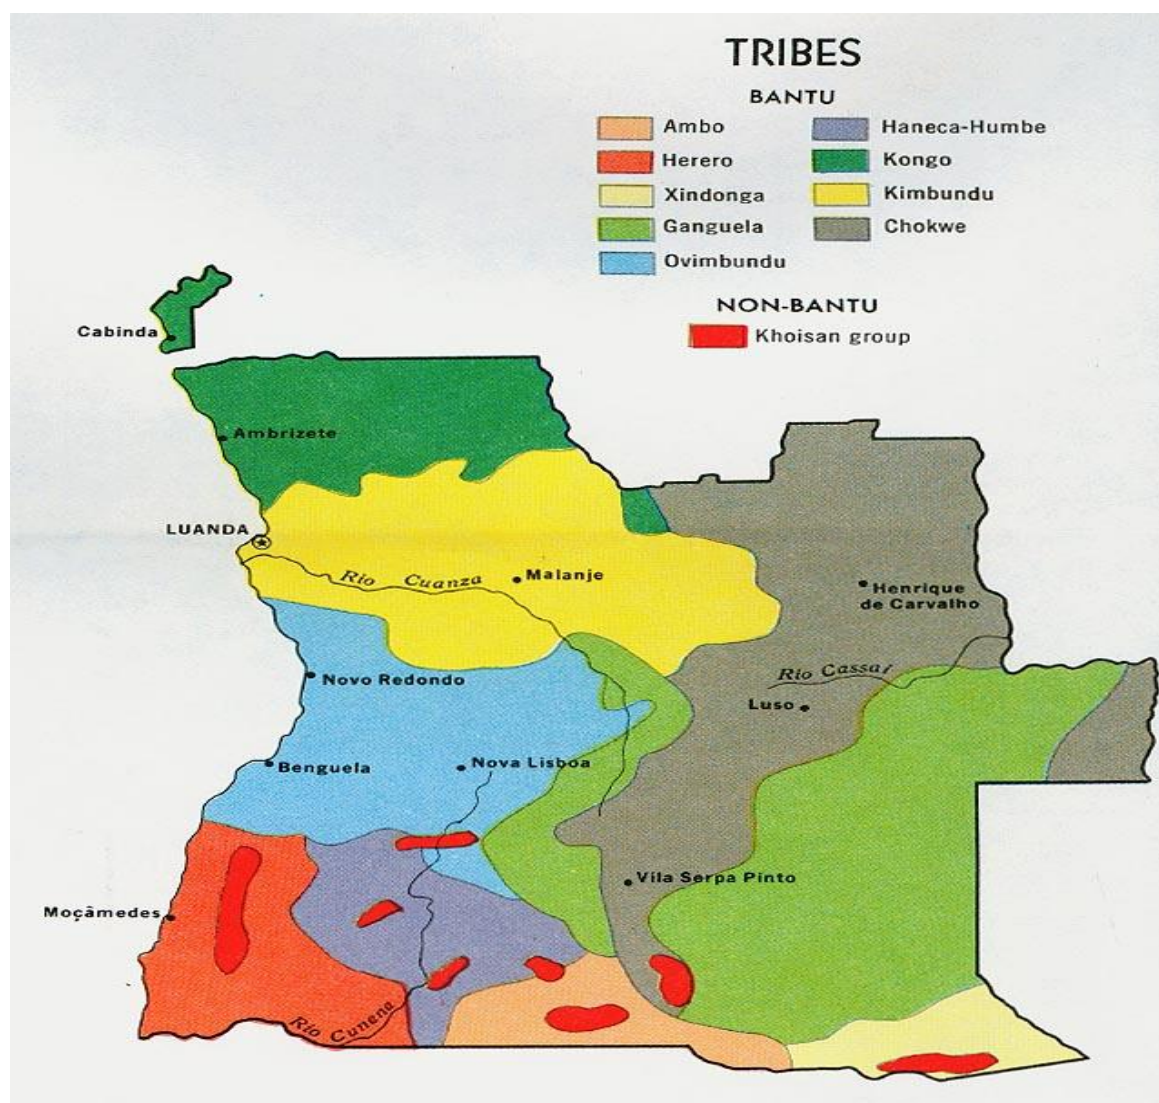 TRIBES
BANTU
Ambo
Haneca-Humbe
Herero
Kongo
Xindonga
Kimbundu
Ganguela
Chokwe
Ovimbundu
NON-BANTU
Khoisan group
Cabinda
Ambrizete
LUANDA
Rio Cuanza
Malanje
Henrique
de Carvalho
Rio Cassai
Novo Redondo
Luso
Benguela
Nova Lisboa
Vila Serpa Pinto
Moçâmedes
Rio Cunene